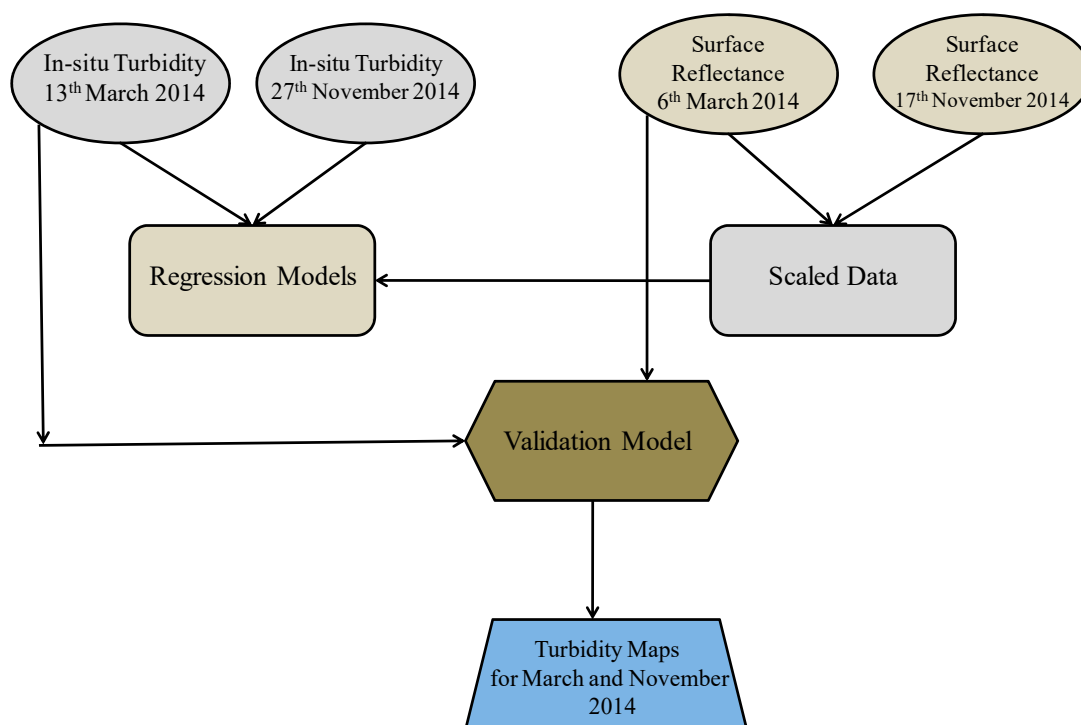 In-situ Turbidity
13th March 2014
In-situ Turbidity
27th November 2014
Surface
Reflectance
6th March 2014
Surface
Reflectance
17th November 2014
Regression Models
Scaled Data
Validation Model
Turbidity Maps
for March and November
2014